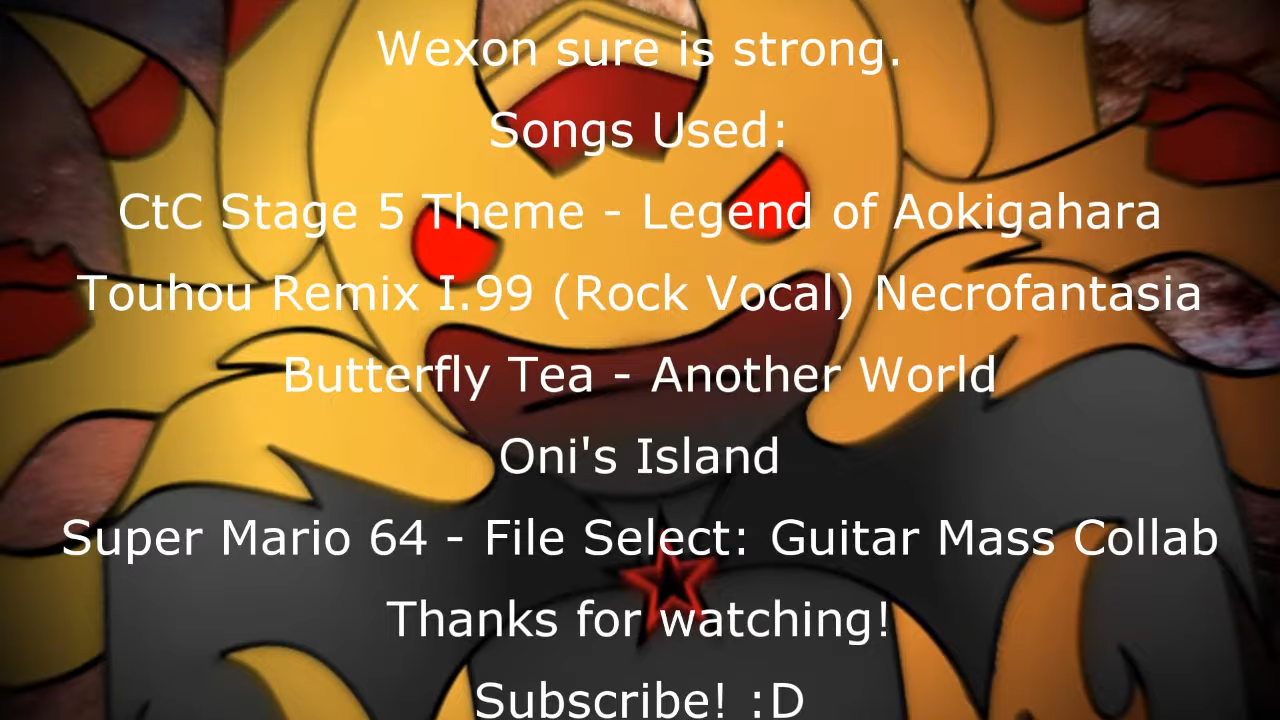 Wexon sure is strong.
Songs Used:
CtC Stage 5 Theme - Legend of Aokigahara
Touhou Remix I.99 (Rock Vocal) Necrofantasia
Butterfly Tea - Another World
Oni's Island
Super Mario 64 - File Select: Guitar Mass Collab
Thanks for watching!
Subscribe! :D